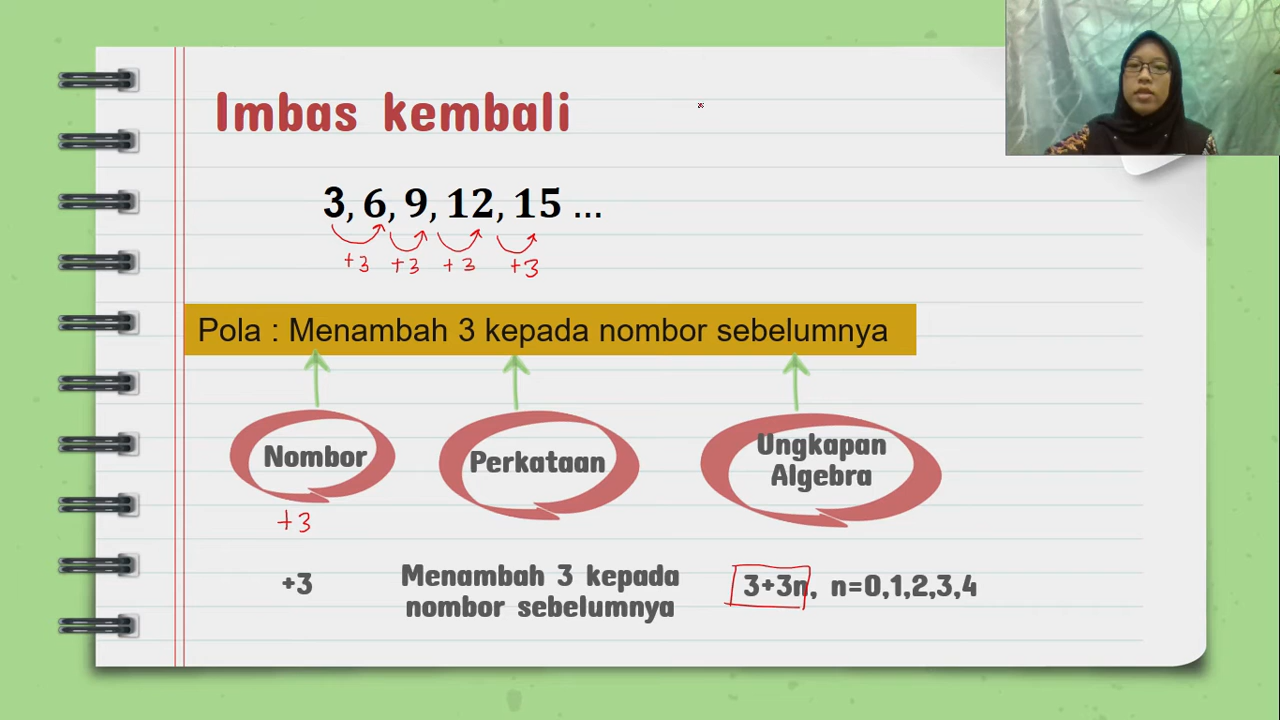 Imbas kembali
3, 6, 9, 12, 15 ...
+3 +3 +3 +3
Pola : Menambah 3 kepada nombor sebelumnya
Nombor
Perkataan
Ungkapan
Algebra
+3
+3
Menambah 3 kepada
nombor sebelumnya
3+3n, n=0,1,2,3,4